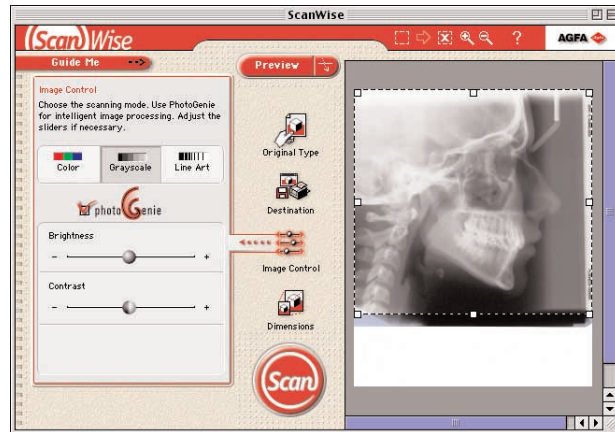 ScanWise
ScanWise
?
AGFA
Guide Me
Preview
Image Control
Choose the scanning mode. Use PhotoGenie
for intelligent image processing. Adjust the
sliders if necessary.
Color
Grayscale
Line Art
photoGenie
Brightness
- +
Contrast
- +
Original Type
Destination
Image Control
Dimensions
Scan